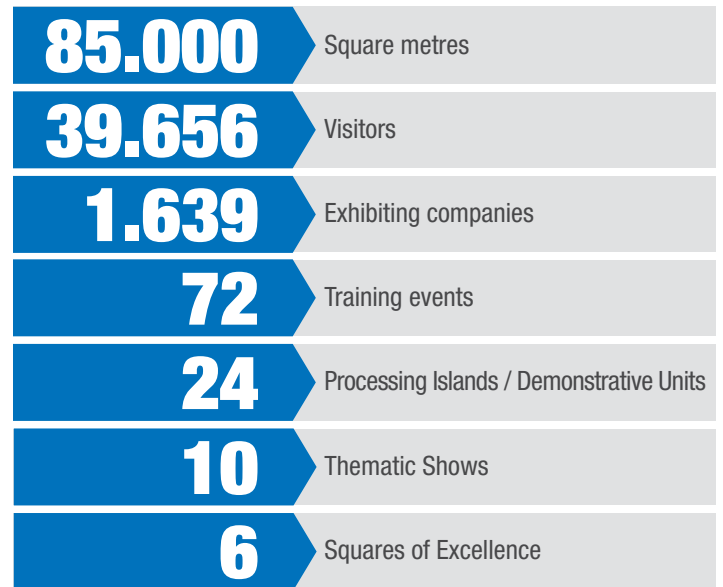 85.000 Square metres
39.656 Visitors
1.639 Exhibiting companies
72 Training events
24 Processing Islands / Demonstrative Units
10 Thematic Shows
6 Squares of Excellence